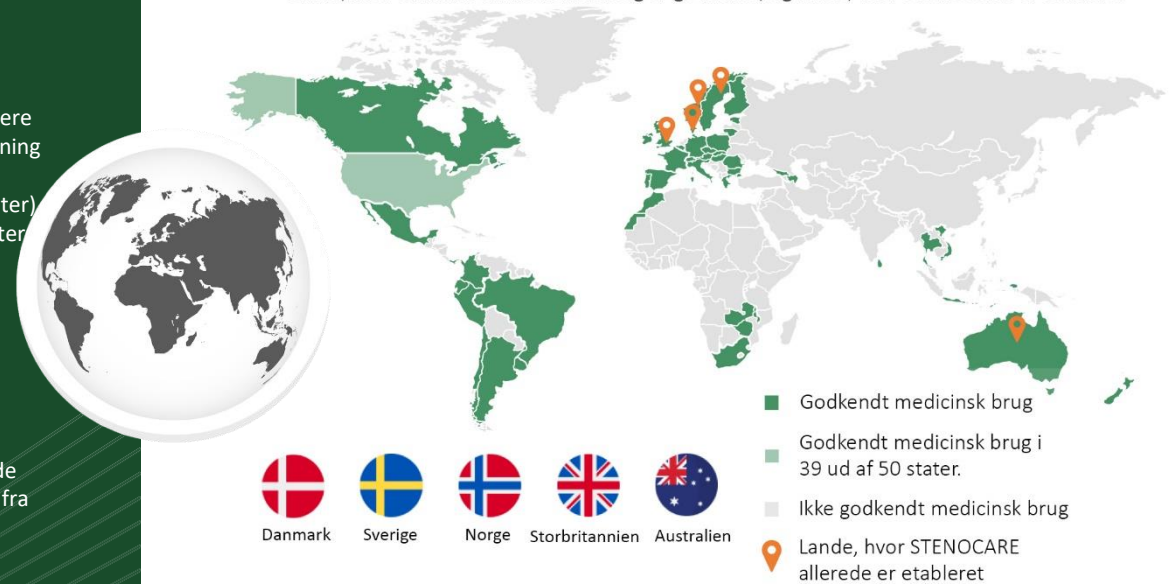 ere
ning
ter)
ter
de
fra
Godkendt medicinsk brug
Godkendt medicinsk brug i
39 ud af 50 stater.
Ikke godkendt medicinsk brug
Lande, hvor STENOCARE
allerede er etableret
Danmark
Sverige
Norge
Storbritannien
Australien